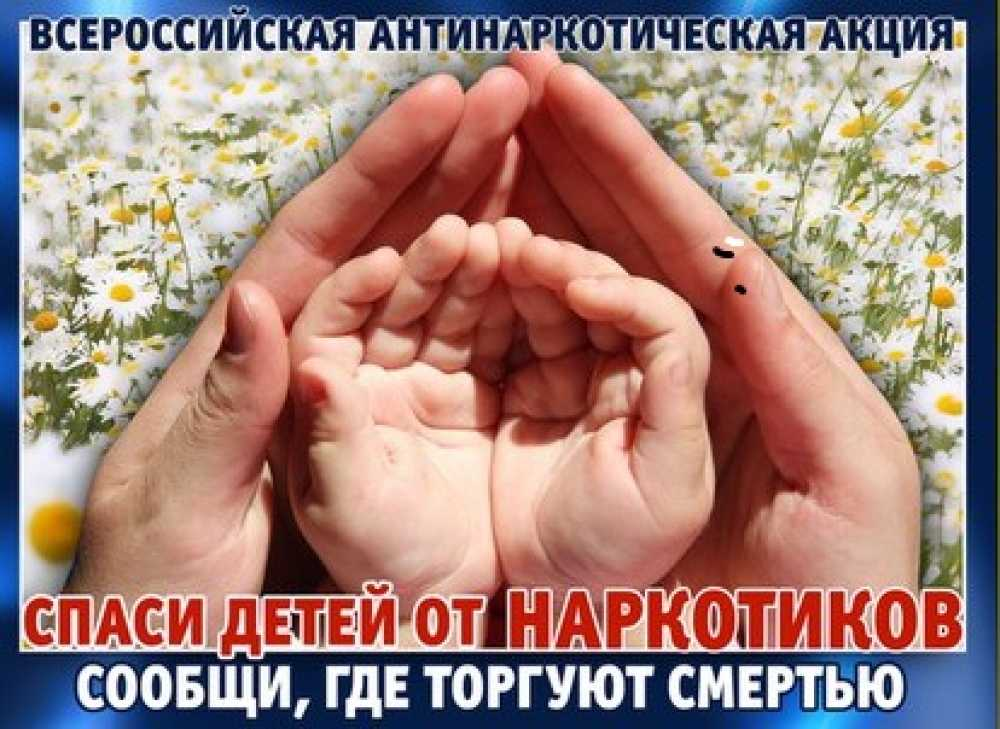 ВСЕРОССИЙСКАЯ АНТИНАРКОТИЧЕСКАЯ АКЦИЯ
СПАСИ ДЕТЕЙ ОТ НАРКОТИКОВ
СООБЩИ, ГДЕ ТОРГУЮТ СМЕРТЬЮ